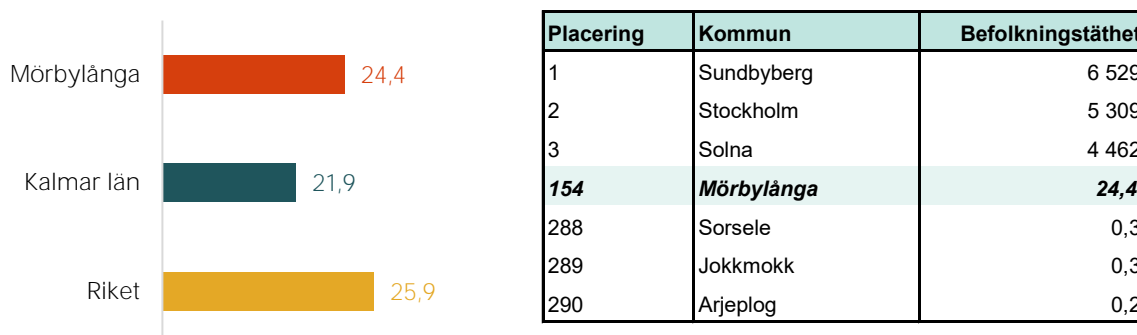 Mörbylånga 24,4
Kalmar län 21,9
Riket 25,9
Placering Kommun Befolkningstäthet
1 Sundbyberg 6 529
2 Stockholm 5 309
3 Solna 4 462
154 Mörbylånga 24,4
288 Sorsele 0,3
289 Jokkmokk 0,3
290 Arjeplog 0,2